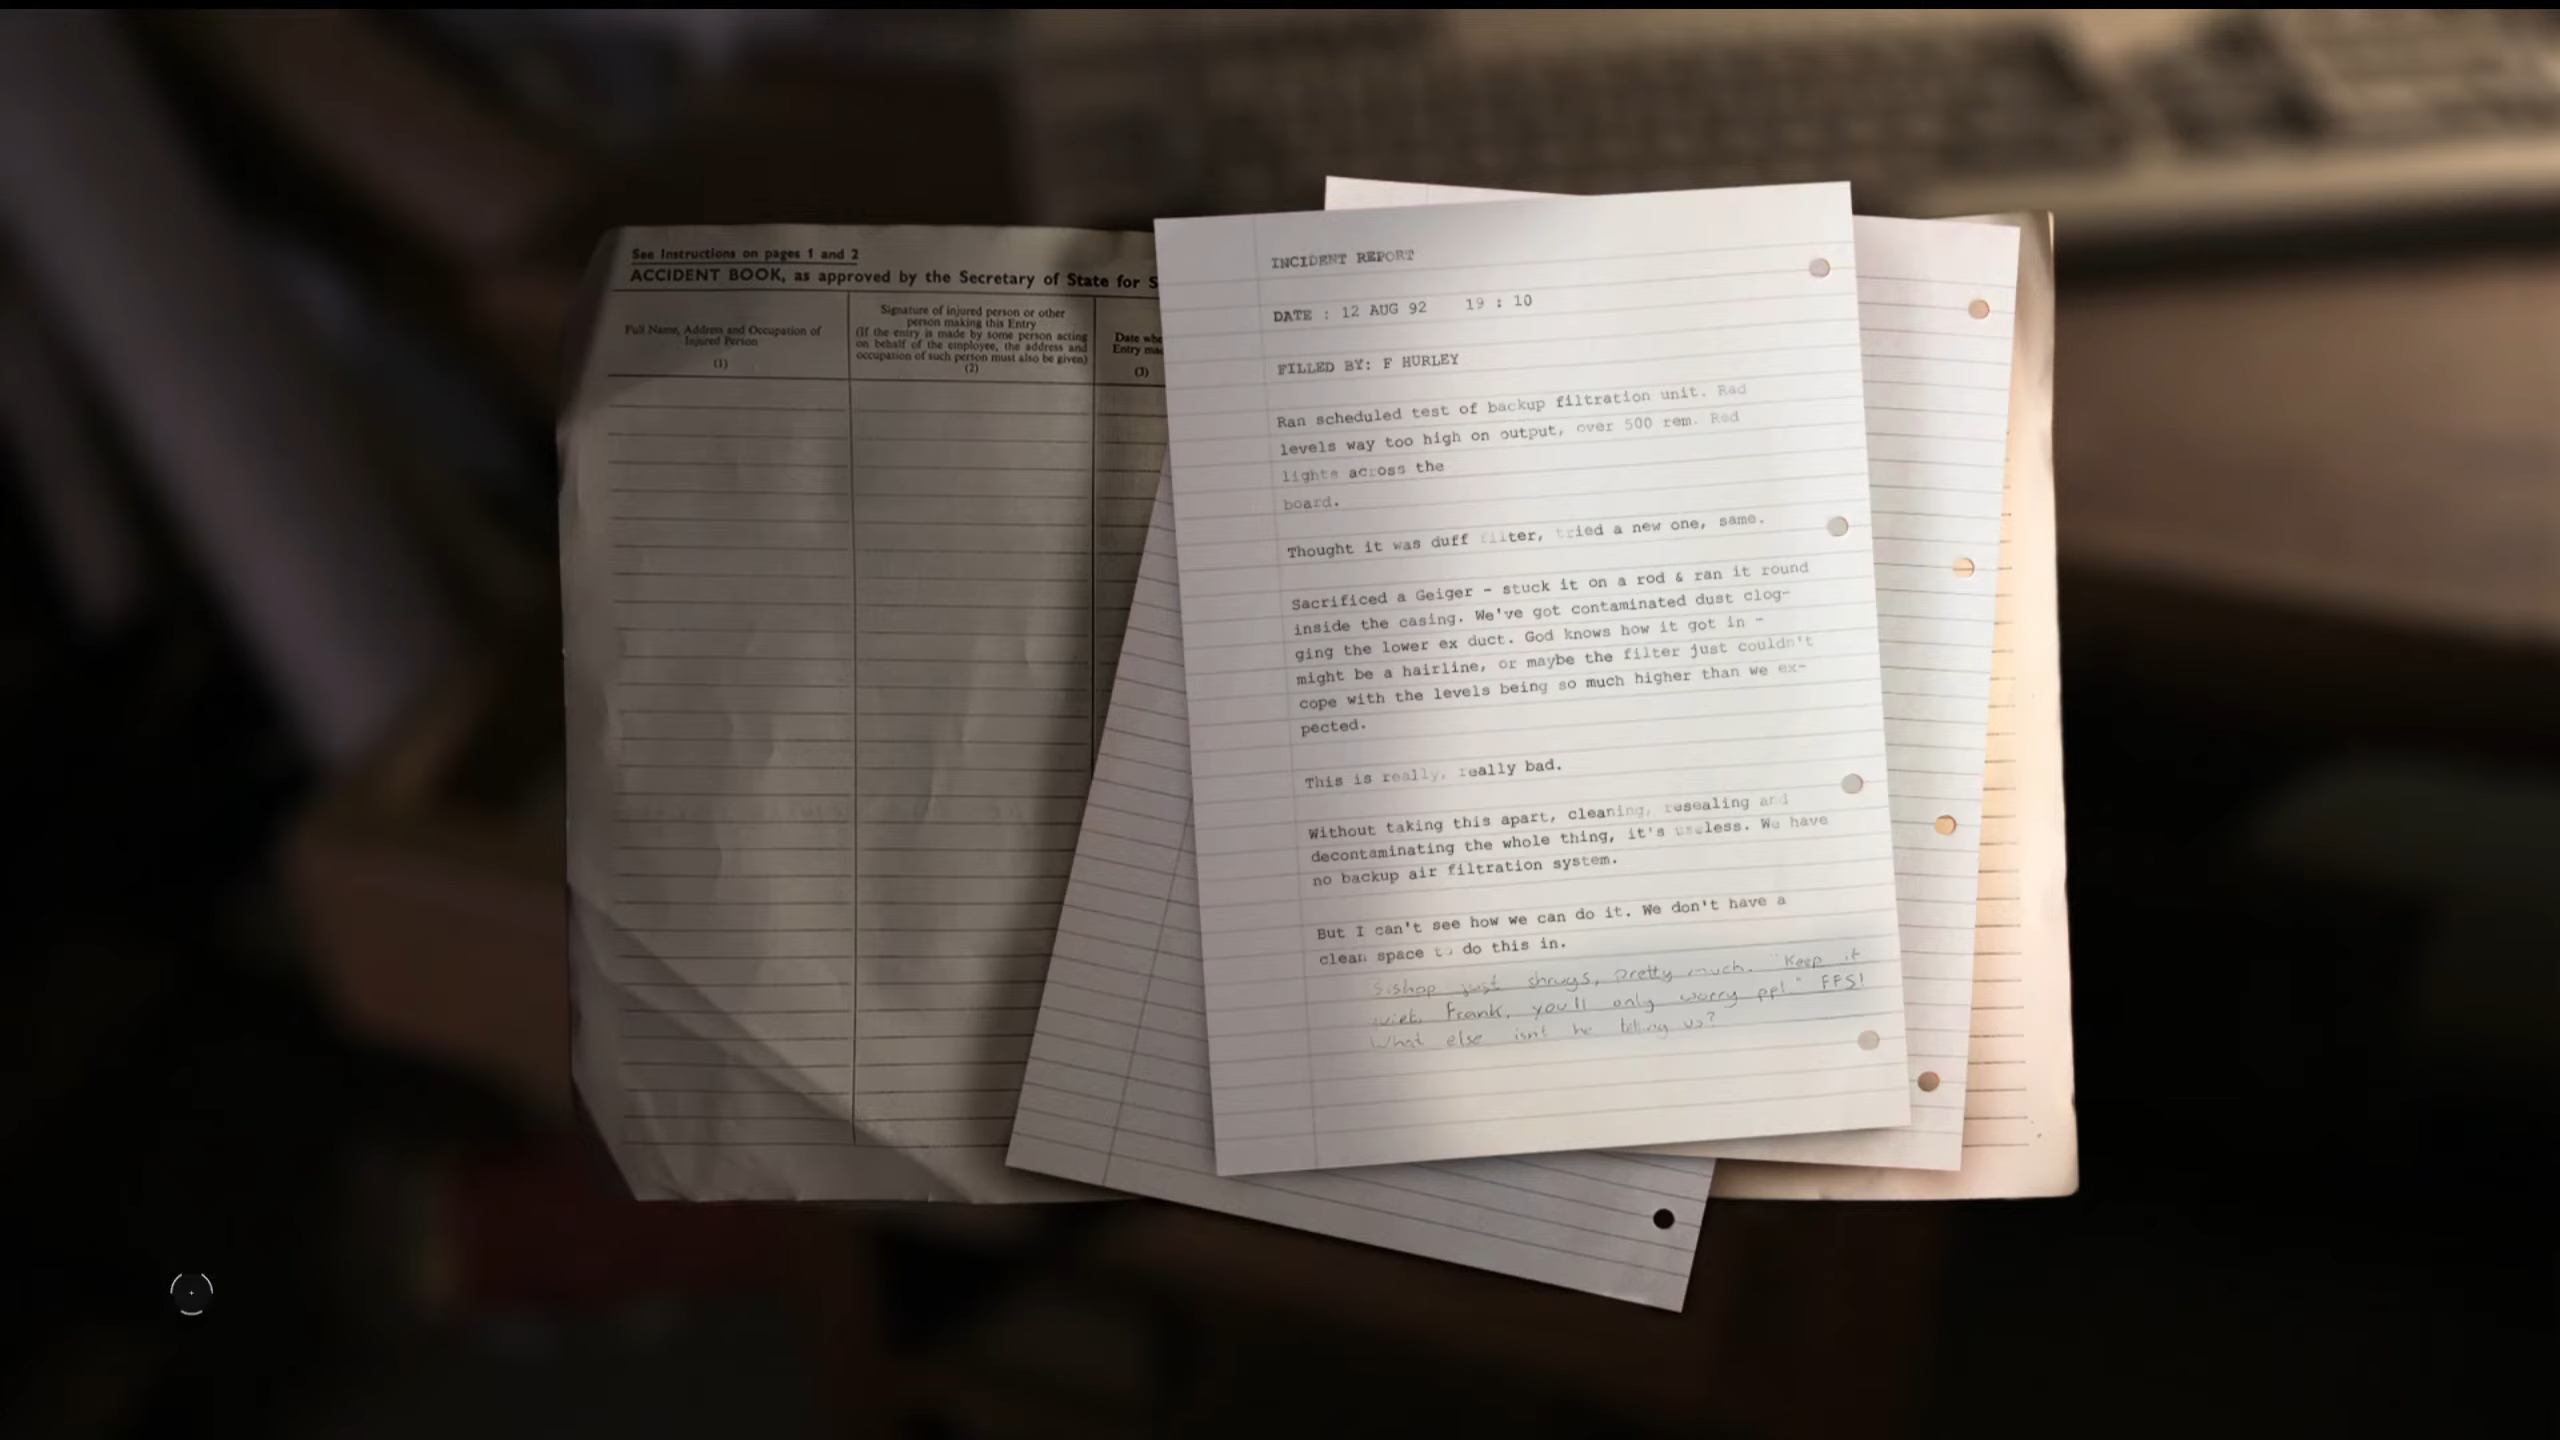 See Instructions on pages 1 and 2
ACCIDENT BOOK, as approved by the Secretary of State for S
Full Name, Address and Occupation of
Injured Person
(1)
Signature of injured person or other
person making this Entry
(If the entry is made by some person acting
on behalf of the employee, the address and
occupation of such person must also be given)
(2)
Date whe
Entry mad
(3)
INCIDENT REPORT
DATE : 12 AUG 92 19 : 10
FILLED BY: F HURLEY
Ran scheduled test of backup filtration unit. Rad
levels way too high on output, over 500 rem. Red
lights across the
board.
Thought it was duff filter, tried a new one, same.
Sacrificed a Geiger - stuck it on a rod & ran it round
inside the casing. We've got contaminated dust clog-
ging the lower ex duct. God knows how it got in -
might be a hairline, or maybe the filter just couldn't
cope with the levels being so much higher than we ex-
pected.
This is really, really bad.
Without taking this apart, cleaning, resealing and
decontaminating the whole thing, it's useless. We have
no backup air filtration system.
But I can't see how we can do it. We don't have a
clean space to do this in.
just shrugs, pretty much. "Keep it
quiet, Frank, you'll only worry ppl." FFS!
What else isn't he telling us?